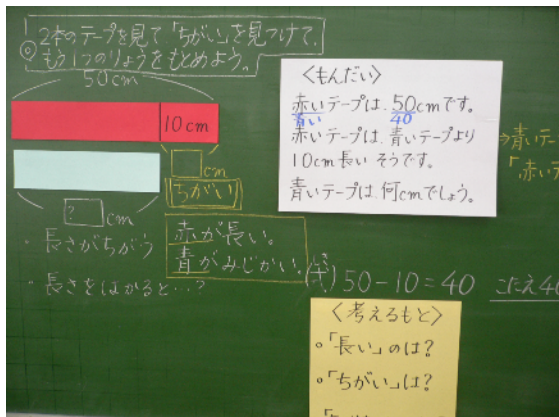 ◎2本のテープを見て「ちがい」を見つけて、
もう1つのりょうをもとめよう。
50cm
10cm
□cm
ちがい
? cm
・長さがちがう
・長さをはかると…?
赤が長い。
青がみじかい。
<もんだい>
赤いテープは、50cmです。
青い 40
赤いテープは、青いテープより
10cm長いそうです。
青いテープは、何cmでしょう。
⇒青いテー
「赤いテ
(式) 50-10=40
こたえ40
<考えるもと>
○「長い」のは?
○「ちがい」は?